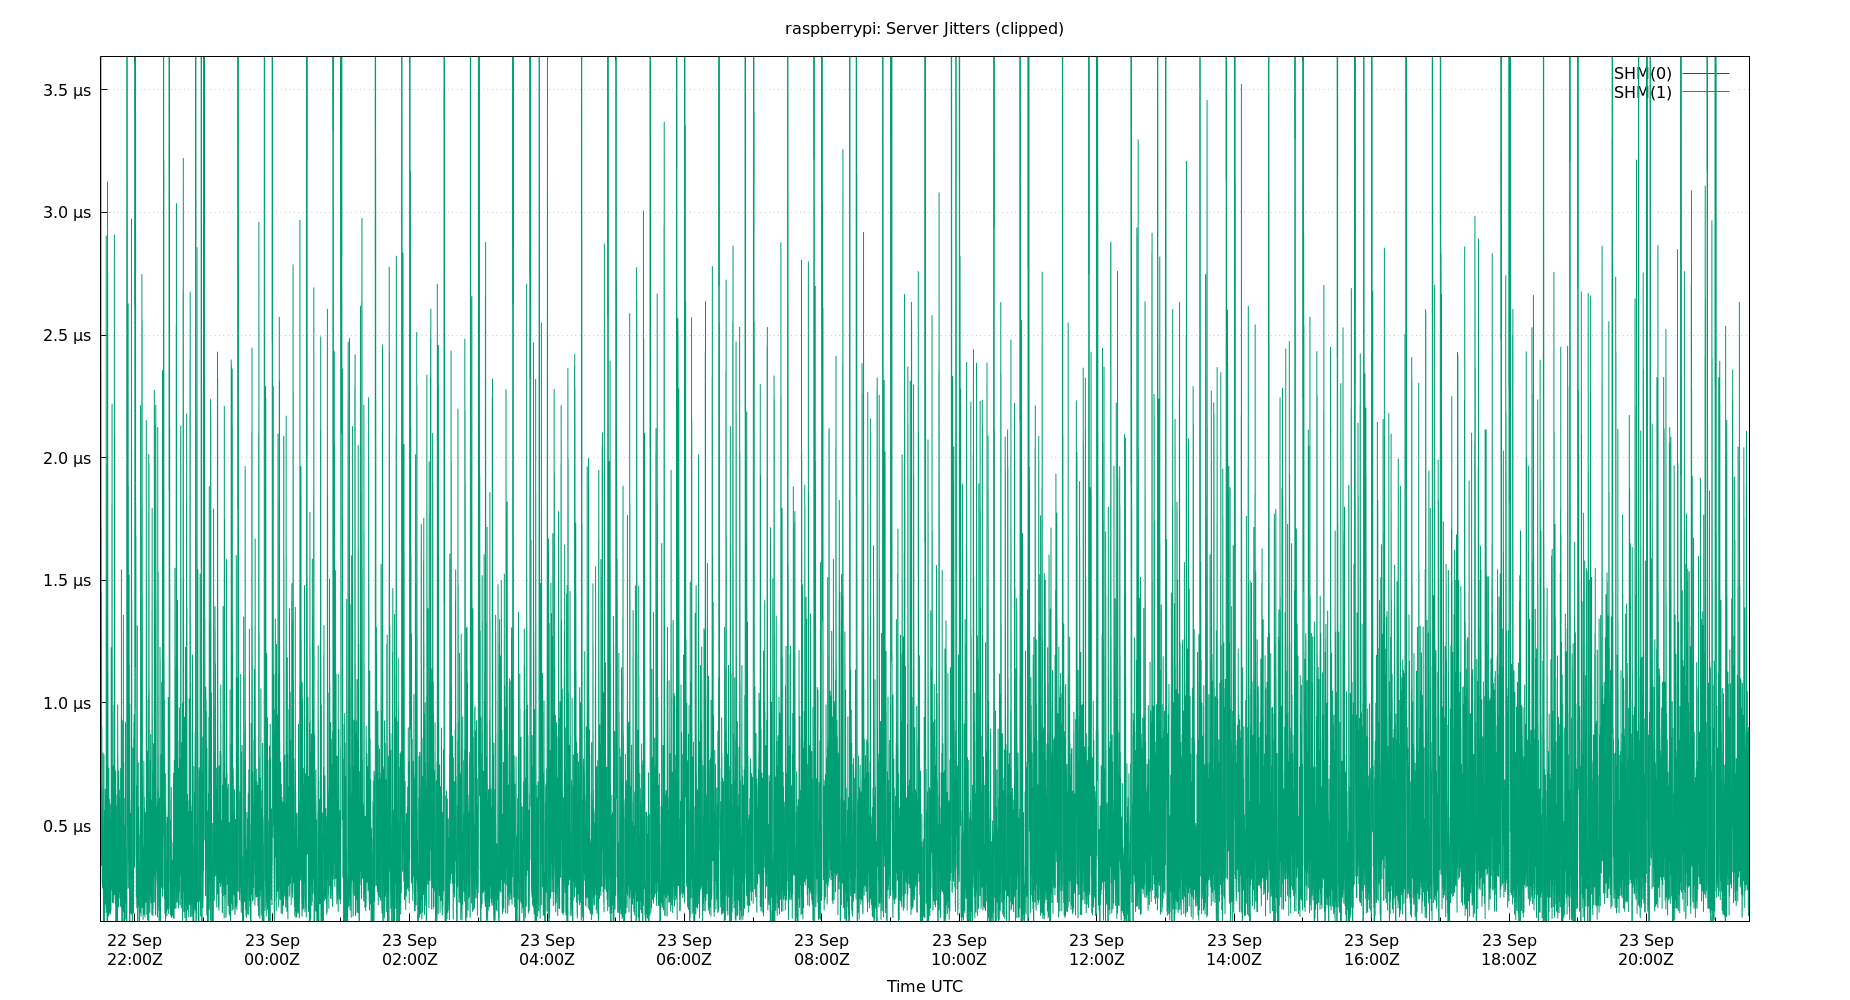 raspberrypi: Server Jitters (clipped)
SHM(0)
SHM(1)
3.5 µs
3.0 µs
2.5 µs
2.0 µs
1.5 µs
1.0 µs
0.5 µs
22 Sep 23 Sep 23 Sep 23 Sep 23 Sep 23 Sep 23 Sep 23 Sep 23 Sep 23 Sep 23 Sep 23 Sep
22:00Z 00:00Z 02:00Z 04:00Z 06:00Z 08:00Z 10:00Z 12:00Z 14:00Z 16:00Z 18:00Z 20:00Z
Time UTC